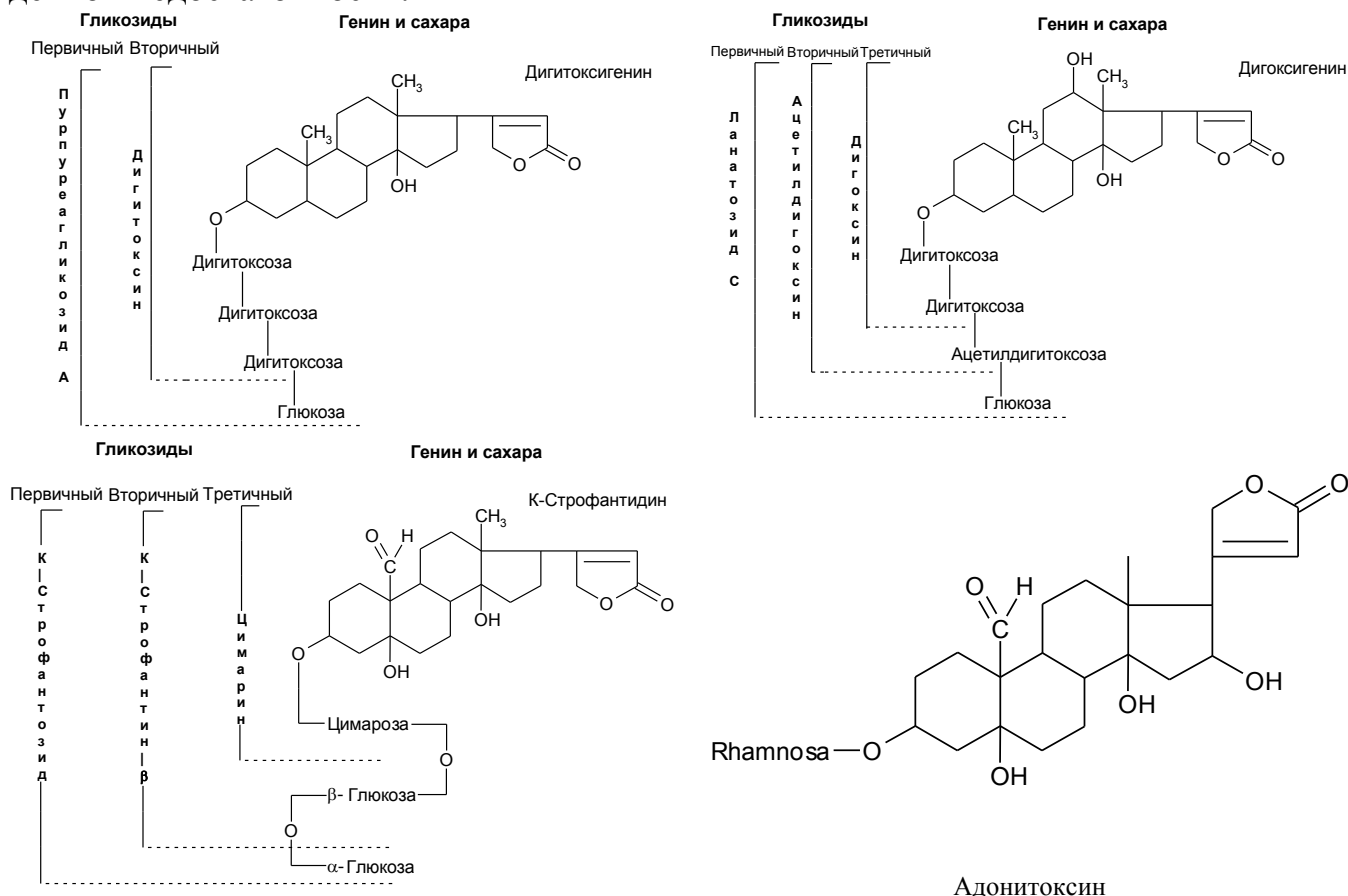 Гликозиды
Генин и сахара
Первичный Вторичный
Пурпуреагликозид А
Дигитоксин
Дигитоксигенин
CH3
CH3
OH
O
O
O
Дигитоксоза
Дигитоксоза
Дигитоксоза
Глюкоза
Гликозиды
Генин и сахара
Первичный Вторичный Третичный
Ланатозид С
Ацетилдигоксин
Дигоксин
Дигоксигенин
OH
CH3
CH3
OH
O
O
O
Дигитоксоза
Дигитоксоза
Ацетилдигитоксоза
Глюкоза
Гликозиды
Генин и сахара
Первичный Вторичный Третичный
К|Строфантозид
К|Строфантин|β
Цимарин
К-Строфантидин
CH3
O
H
C
OH
OH
O
O
O
Цимароза
O
β- Глюкоза
O
α-Глюкоза
O
O
O
H
C
OH
OH
OH
Rhamnosa—O
Адонитоксин